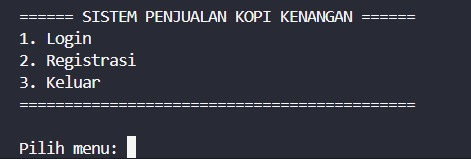 ====== SISTEM PENJUALAN KOPI KENANGAN ======
1. Login
2. Registrasi
3. Keluar
============================================
Pilih menu: